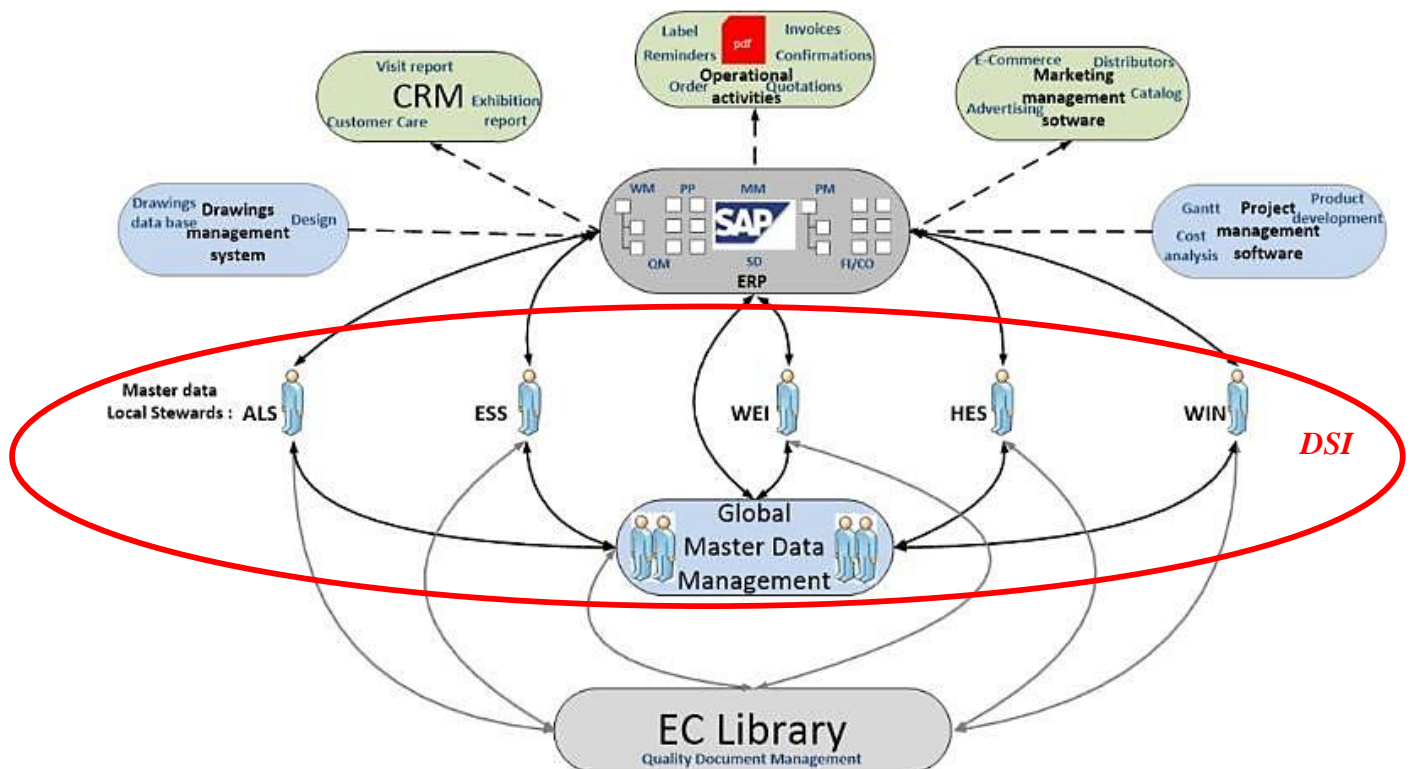 Label
pdf
Invoices
Reminders
Confirmations
Operational
activities
Order
Quotations
Visit report
CRM
Exhibition
report
Customer Care
E-Commerce
Distributors
Marketing
management
sotware
Catalog
Advertising
Drawings
data base
Drawings
management
system
Design
WM
PP
MM
PM
SAP
QM
SD
FI/CO
ERP
Gantt
Product
development
Project
management
software
Cost
analysis
Master data
Local Stewards :
ALS
ESS
WEI
HES
WIN
DSI
Global
Master Data
Management
EC Library
Quality Document Management